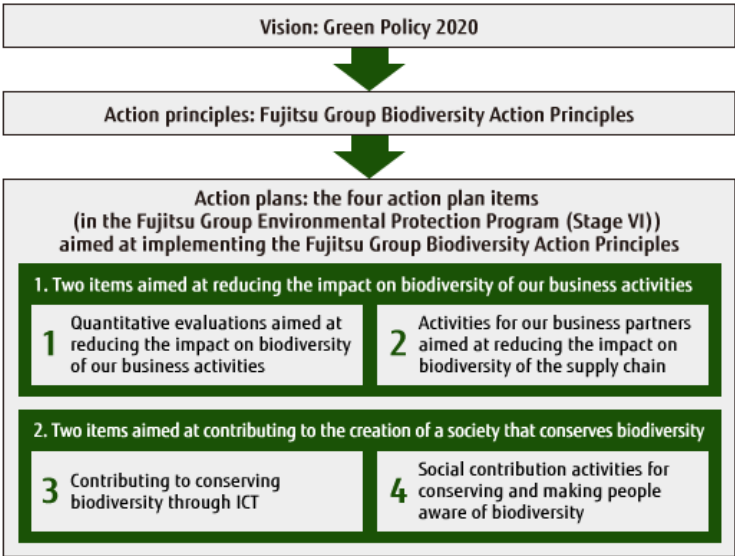 Vision: Green Policy 2020
Action principles: Fujitsu Group Biodiversity Action Principles
Action plans: the four action plan items
(in the Fujitsu Group Environmental Protection Program (Stage VI))
aimed at implementing the Fujitsu Group Biodiversity Action Principles
1. Two items aimed at reducing the impact on biodiversity of our business activities
1
Quantitative evaluations aimed at
reducing the impact on biodiversity
of our business activities
2
Activities for our business partners
aimed at reducing the impact on
biodiversity of the supply chain
2. Two items aimed at contributing to the creation of a society that conserves biodiversity
3
Contributing to conserving
biodiversity through ICT
4
Social contribution activities for
conserving and making people
aware of biodiversity